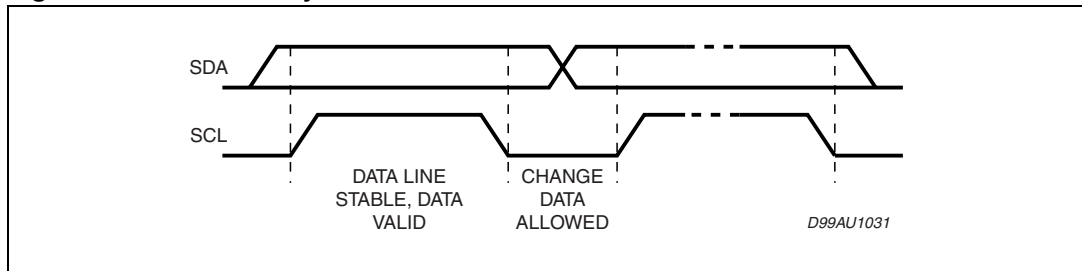 SDA
SCL
DATA LINE
STABLE, DATA
VALID
CHANGE
DATA
ALLOWED
D99AU1031